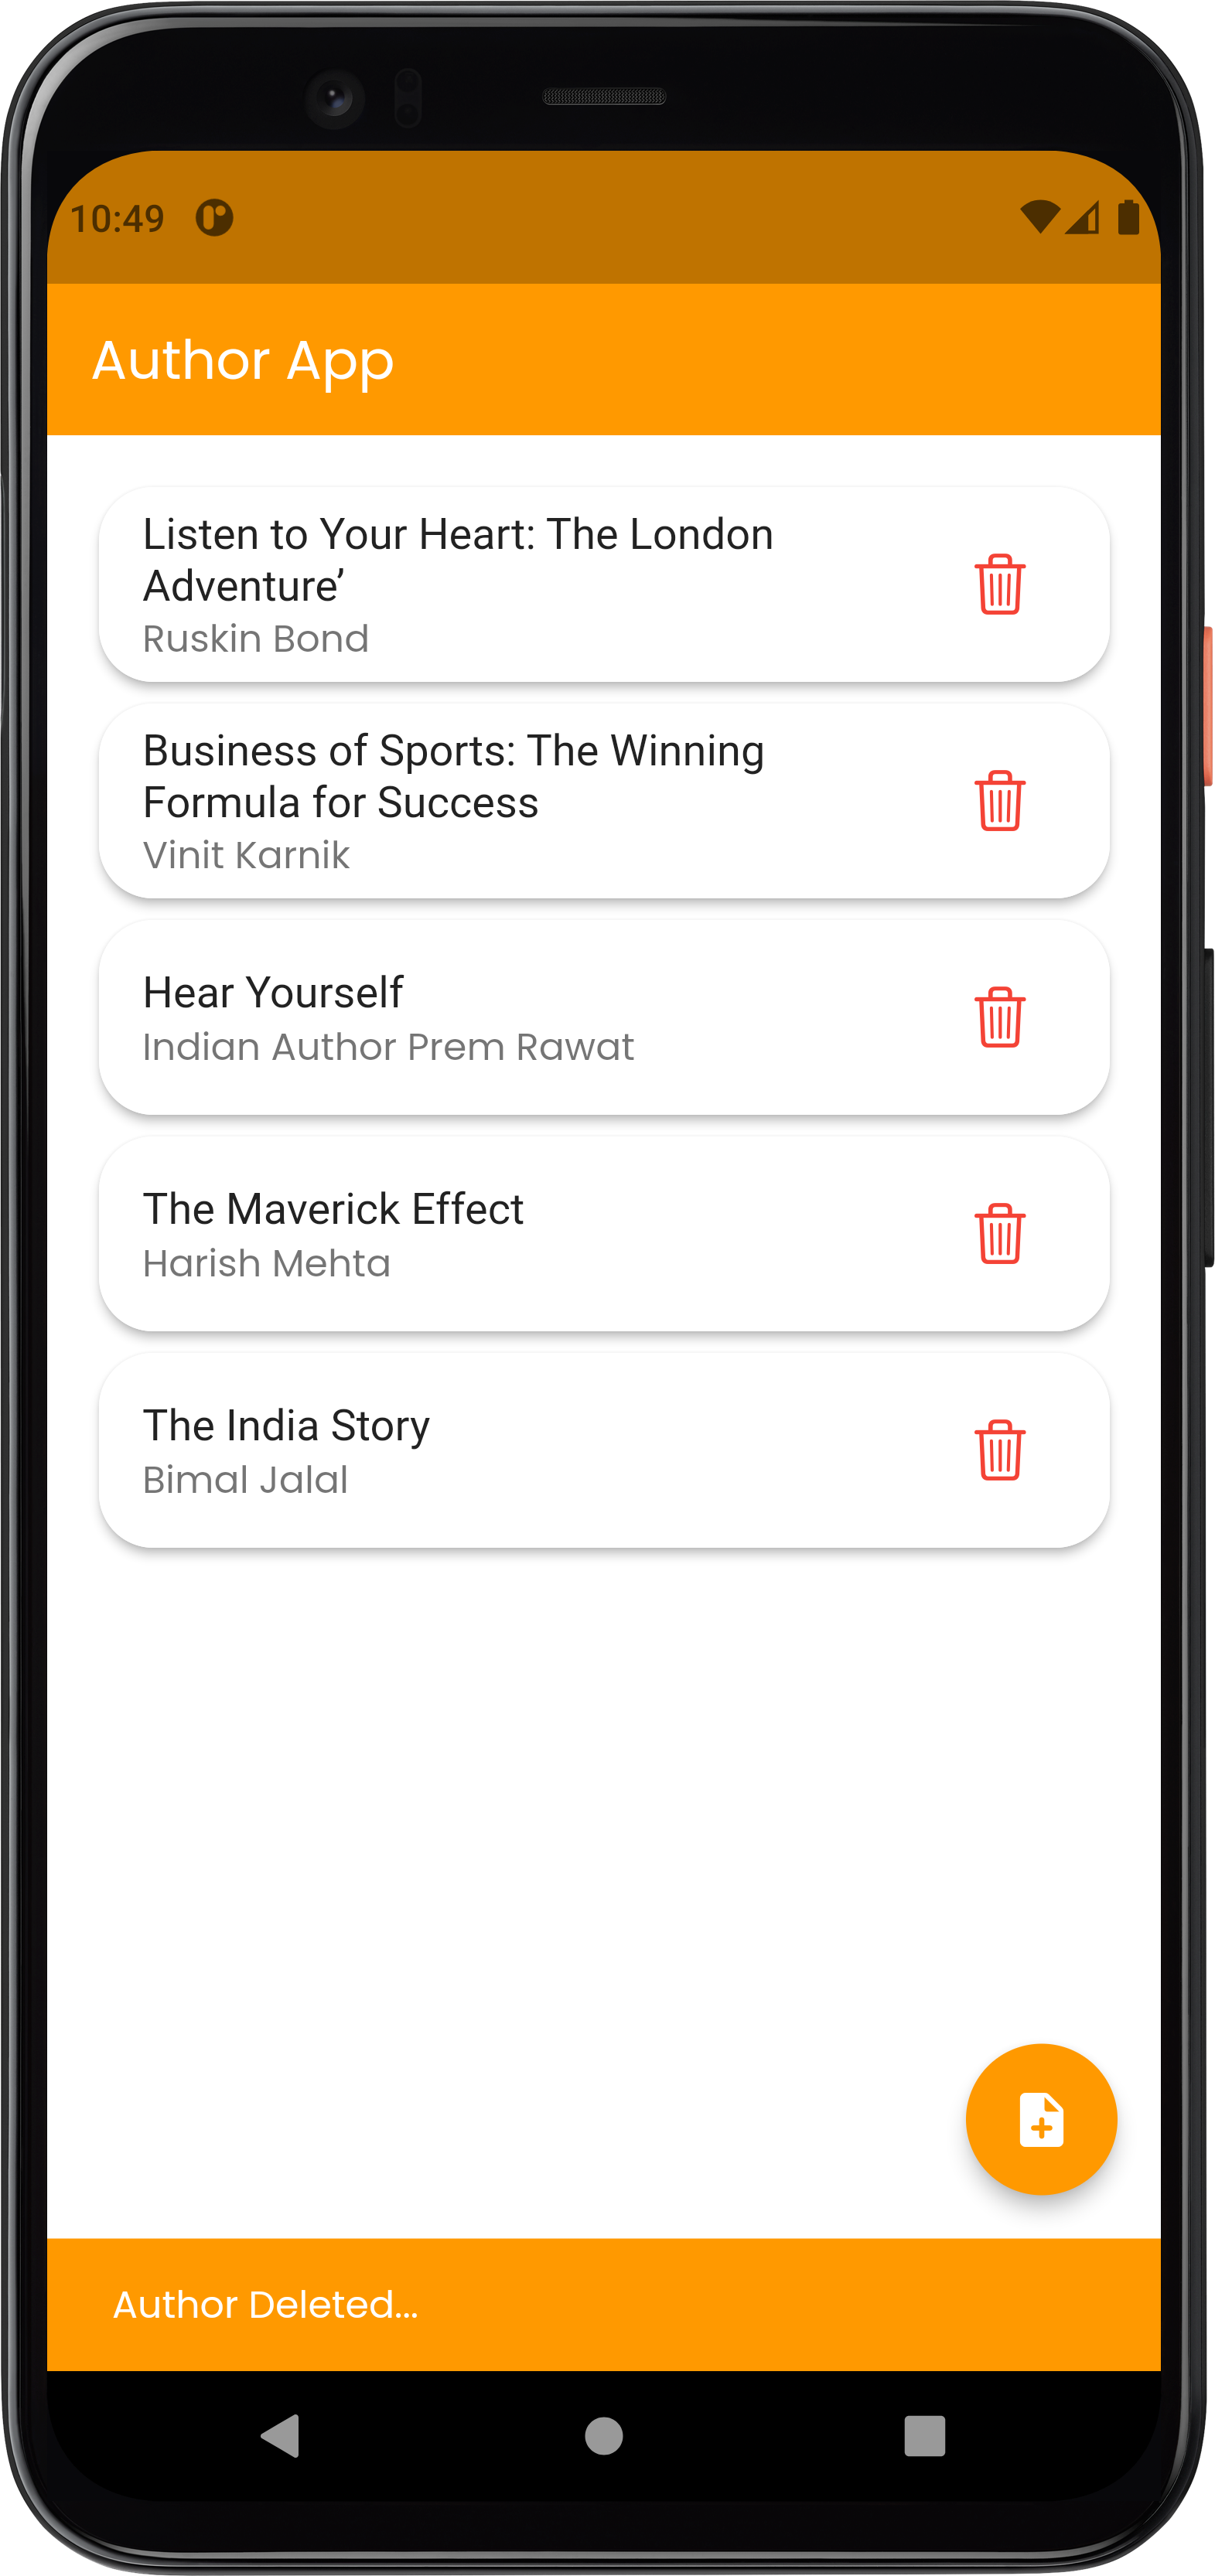 10:49
Author App
Listen to Your Heart: The London
Adventure’
Ruskin Bond
Business of Sports: The Winning
Formula for Success
Vinit Karnik
Hear Yourself
Indian Author Prem Rawat
The Maverick Effect
Harish Mehta
The India Story
Bimal Jalal
Author Deleted...